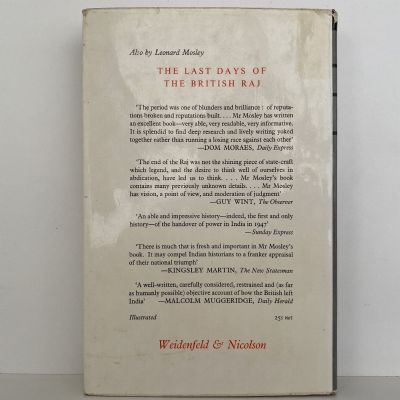 Also by Leonard Mosley
THE LAST DAYS OF
THE BRITISH RAJ
'The period was one of blunders and brilliance: of reputa-
tions broken and reputations built. . . . Mr Mosley has written
an excellent book—very able, very readable, very informative.
It is splendid to find deep research and lively writing yoked
together rather than running a losing race against each other'
—DOM MORAES, Daily Express
'The end of the Raj was not the shining piece of state-craft
which legend, and the desire to think well of ourselves in
abdication, have led us to think. . . . Mr Mosley's book
contains many previously unknown details. . . . Mr Mosley
has vision, a point of view, and moderation of judgment'
—GUY WINT, The Observer
'An able and impressive history—indeed, the first and only
history—of the handover of power in India in 1947'
—Sunday Express
'There is much that is fresh and important in Mr Mosley's
book. It may compel Indian historians to a franker appraisal
of their national triumph'
—KINGSLEY MARTIN, The New Statesman
'A well-written, carefully considered, restrained and (as far
as humanly possible) objective account of how the British left
India' —MALCOLM MUGGERIDGE, Daily Herald
Illustrated 25s net
Weidenfeld & Nicolson